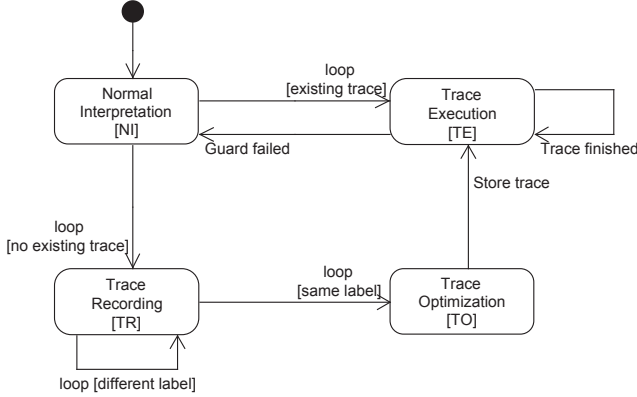 Normal
Interpretation
[NI]
loop
[existing trace]
Trace
Execution
[TE]
Guard failed
Trace finished
Store trace
loop
[no existing trace]
Trace
Recording
[TR]
loop
[same label]
Trace
Optimization
[TO]
loop [different label]